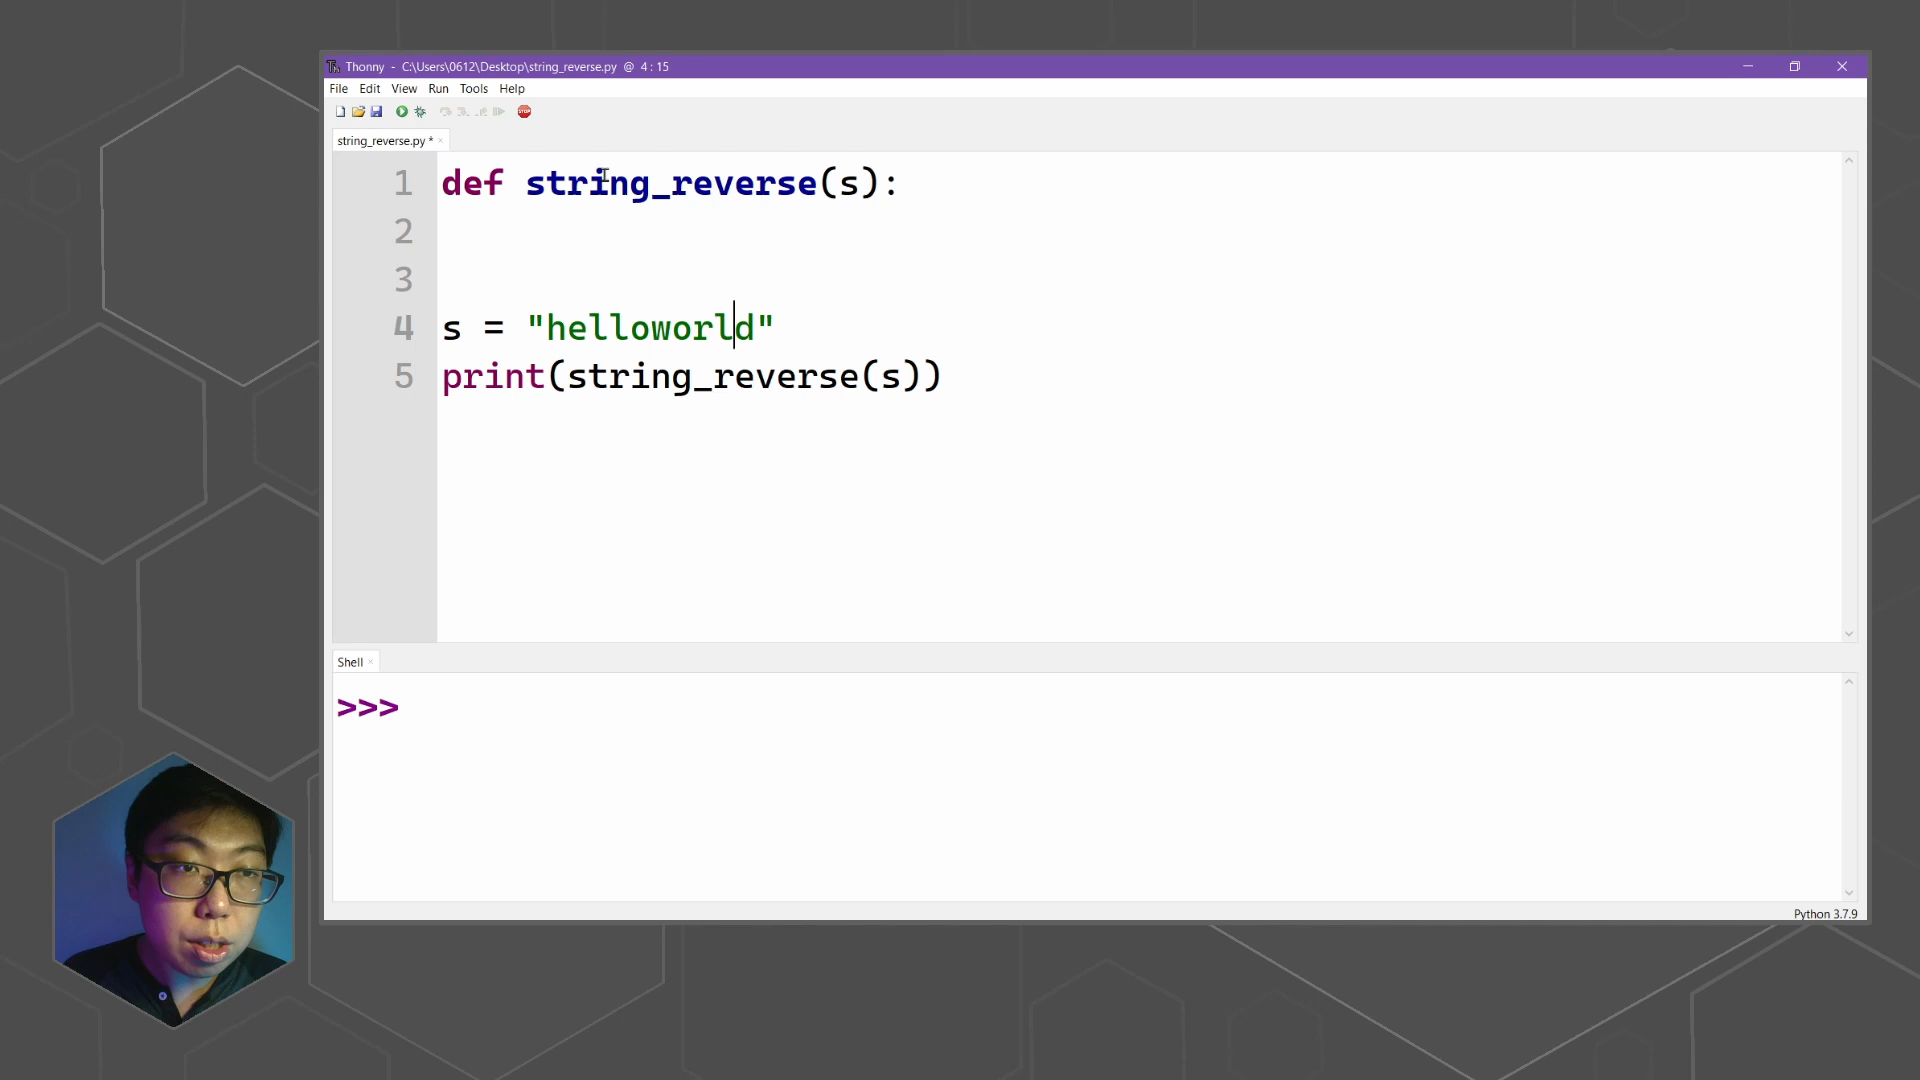 Thonny - C:\Users\0612\Desktop\string_reverse.py @ 4 : 15
File Edit View Run Tools Help
STOP
string_reverse.py * ×
1 def string_reverse(s):
2
3
4 s = "helloworld"
5 print(string_reverse(s))
Shell ×
>>>
Python 3.7.9